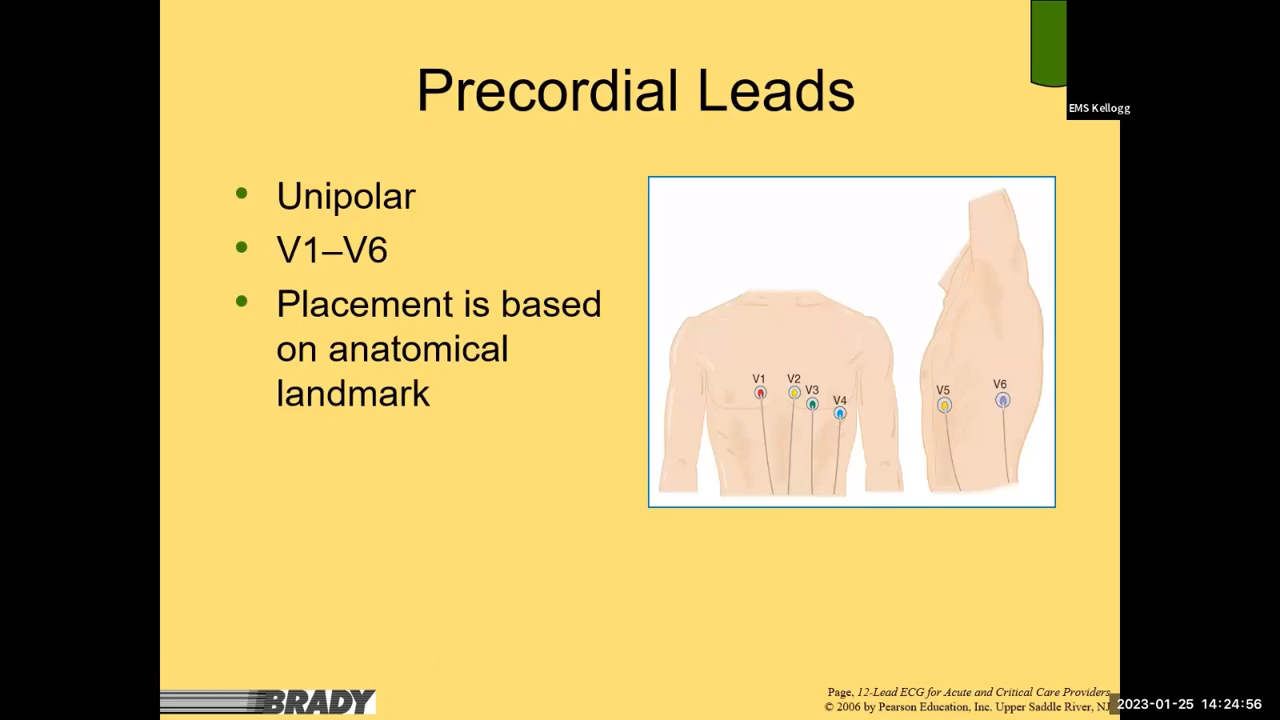 Precordial Leads
EMS Kellogg
• Unipolar
• V1–V6
• Placement is based
on anatomical
landmark
V1
V2
V3
V4
V5
V6
BRADY
Page, 12-Lead ECG for Acute and Critical Care Providers
© 2006 by Pearson Education, Inc. Upper Saddle River, NJ
2023-01-25 14:24:56